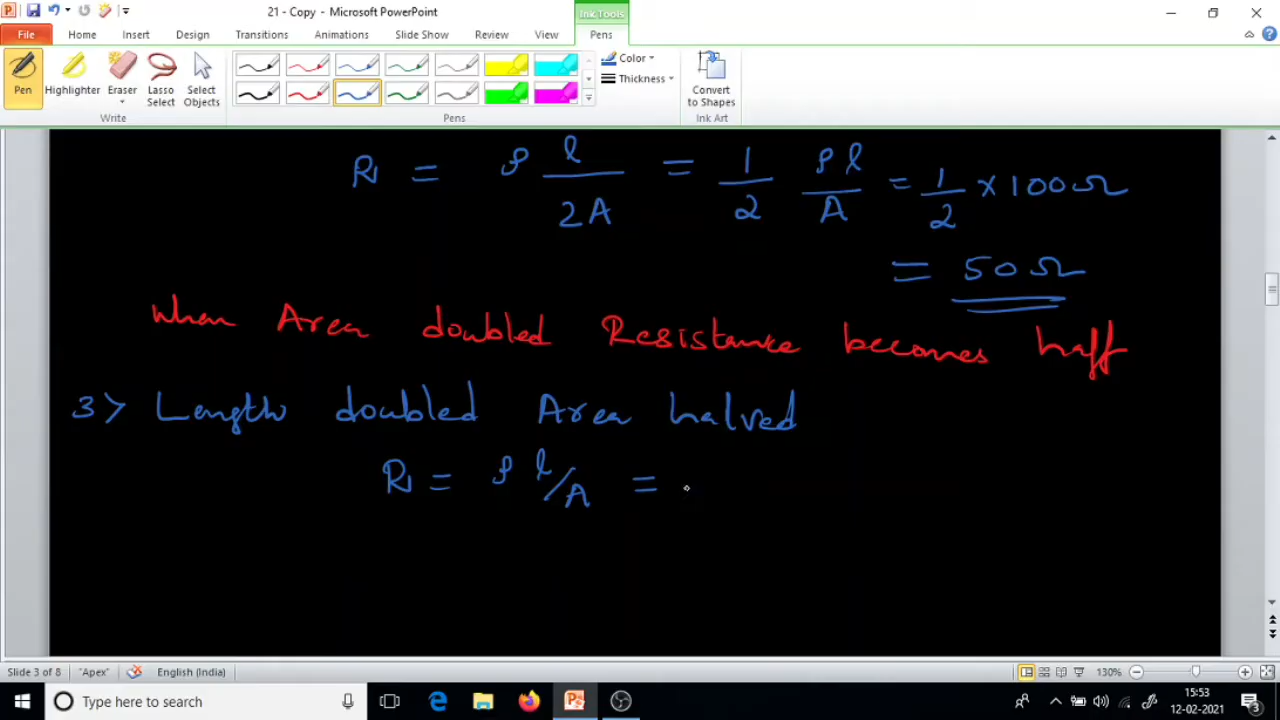 21 - Copy - Microsoft PowerPoint
Ink Tools
File Home Insert Design Transitions Animations Slide Show Review View Pens
Pen Highlighter Eraser Lasso Select Select Objects
Color
Thickness
Convert to Shapes
Write Pens Ink Art
R = ρ l / 2A = 1/2 ρl/A = 1/2 × 100Ω
= 50Ω
When Area doubled Resistance becomes half
3> Length doubled Area halved
R = ρ l/A =
Slide 3 of 8 "Apex" English (India) 130%
Type here to search
15:53
12-02-2021
3